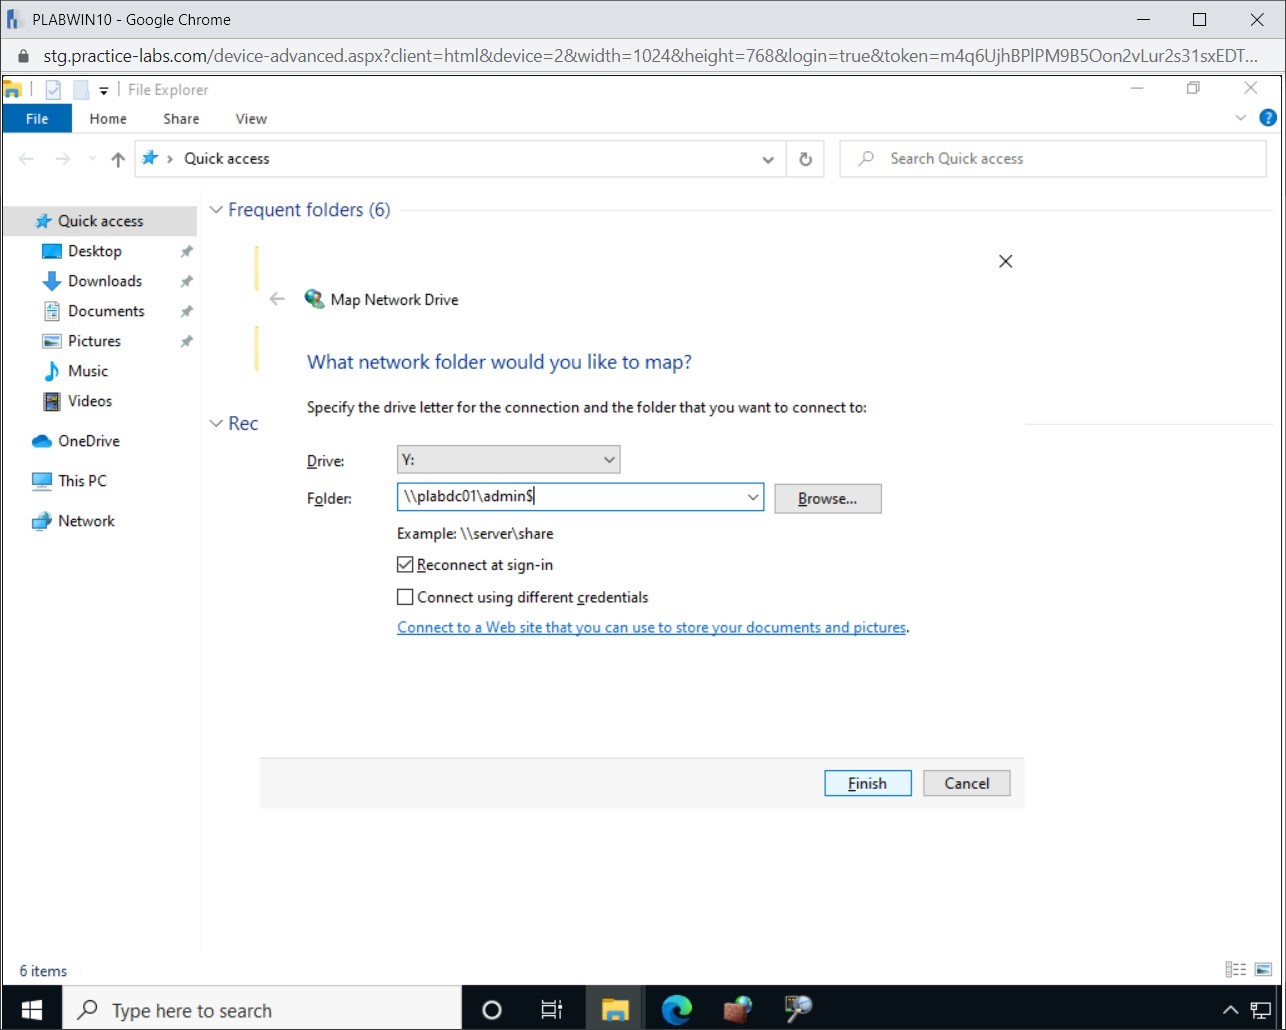 PLABWIN10 - Google Chrome
stg.practice-labs.com/device-advanced.aspx?client=html&device=2&width=1024&height=768&login=true&token=m4q6UjhBPlPM9B5Oon2vLur2s31sxEDT...
File Explorer
File Home Share View
Quick access
Search Quick access
Quick access
Desktop
Downloads
Documents
Pictures
Music
Videos
OneDrive
This PC
Network
Frequent folders (6)
Rec
Map Network Drive
What network folder would you like to map?
Specify the drive letter for the connection and the folder that you want to connect to:
Drive: Y:
Folder: \\plabdc01\admin$ Browse...
Example: \\server\share
Reconnect at sign-in
Connect using different credentials
Connect to a Web site that you can use to store your documents and pictures.
Finish Cancel
6 items
Type here to search